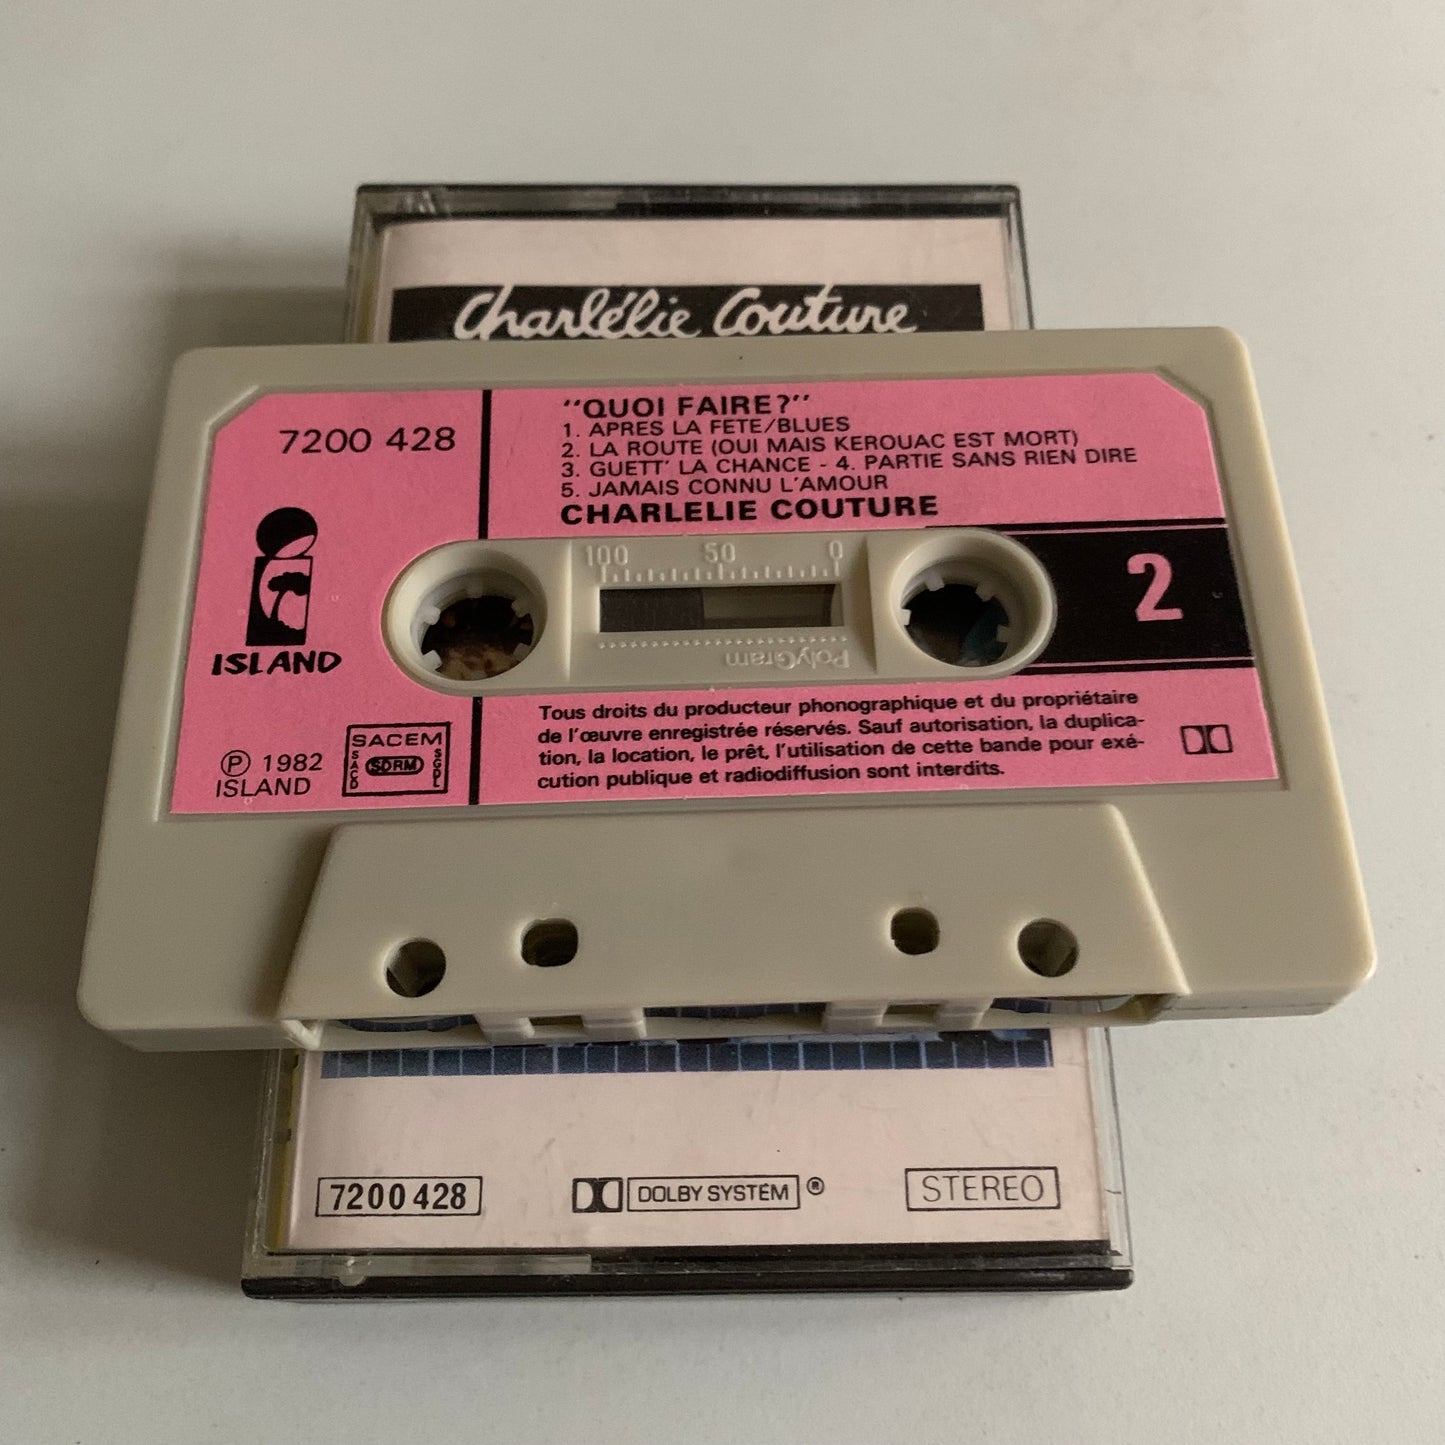 Charlélie Couture
7200 428
"QUOI FAIRE?"
1. APRES LA FETE/BLUES
2. LA ROUTE (OUI MAIS KEROUAC EST MORT)
3. GUETT' LA CHANCE - 4. PARTIE SANS RIEN DIRE
5. JAMAIS CONNU L'AMOUR
CHARLELIE COUTURE
ISLAND
100 50 0
PolyGram
2
Ⓟ 1982
ISLAND
SACEM
SACD
SDRM
SGDL
Tous droits du producteur phonographique et du propriétaire
de l'œuvre enregistrée réservés. Sauf autorisation, la duplica-
tion, la location, le prêt, l'utilisation de cette bande pour exé-
cution publique et radiodiffusion sont interdits.
7200 428
DOLBY SYSTEM ®
STEREO